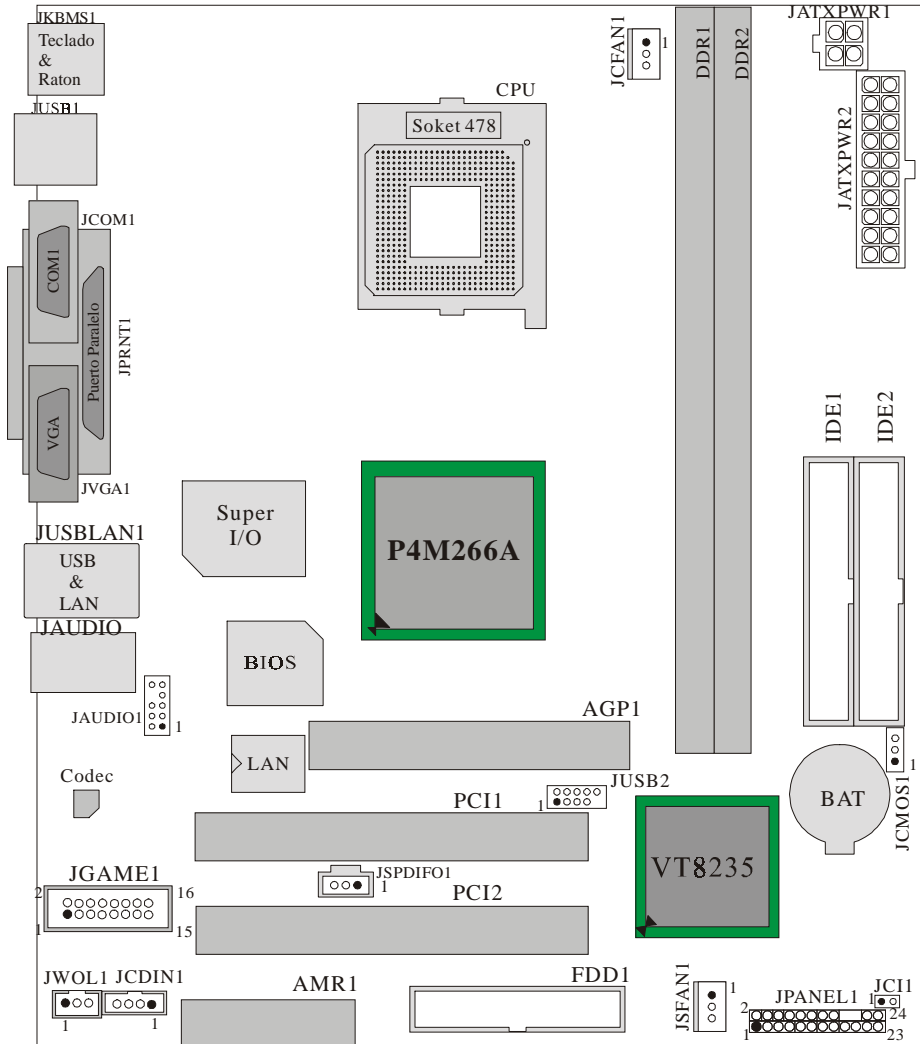 JKBMS1
Teclado
&
Raton
JUSB1
JCOM1
COM1
Puerto Paralelo
JPRNT1
VGA
JVGA1
JUSBLAN1
USB
&
LAN
JAUDIO
JAUDIO1
1
Codec
JGAME1
2
16
1
15
JWOL1
1
JCDIN1
1
CPU
Soket 478
JCFAN1
1
DDR1
DDR2
JATXPWR1
JATXPWR2
Super
I/O
P4M266A
BIOS
LAN
AGP1
PCI1
JUSB2
1
JSPDIFO1
1
PCI2
AMR1
FDD1
IDE1
IDE2
JCMOS1
1
BAT
VT8235
JSFAN1
1
JPANEL1
2
24
1
23
JCI1
1